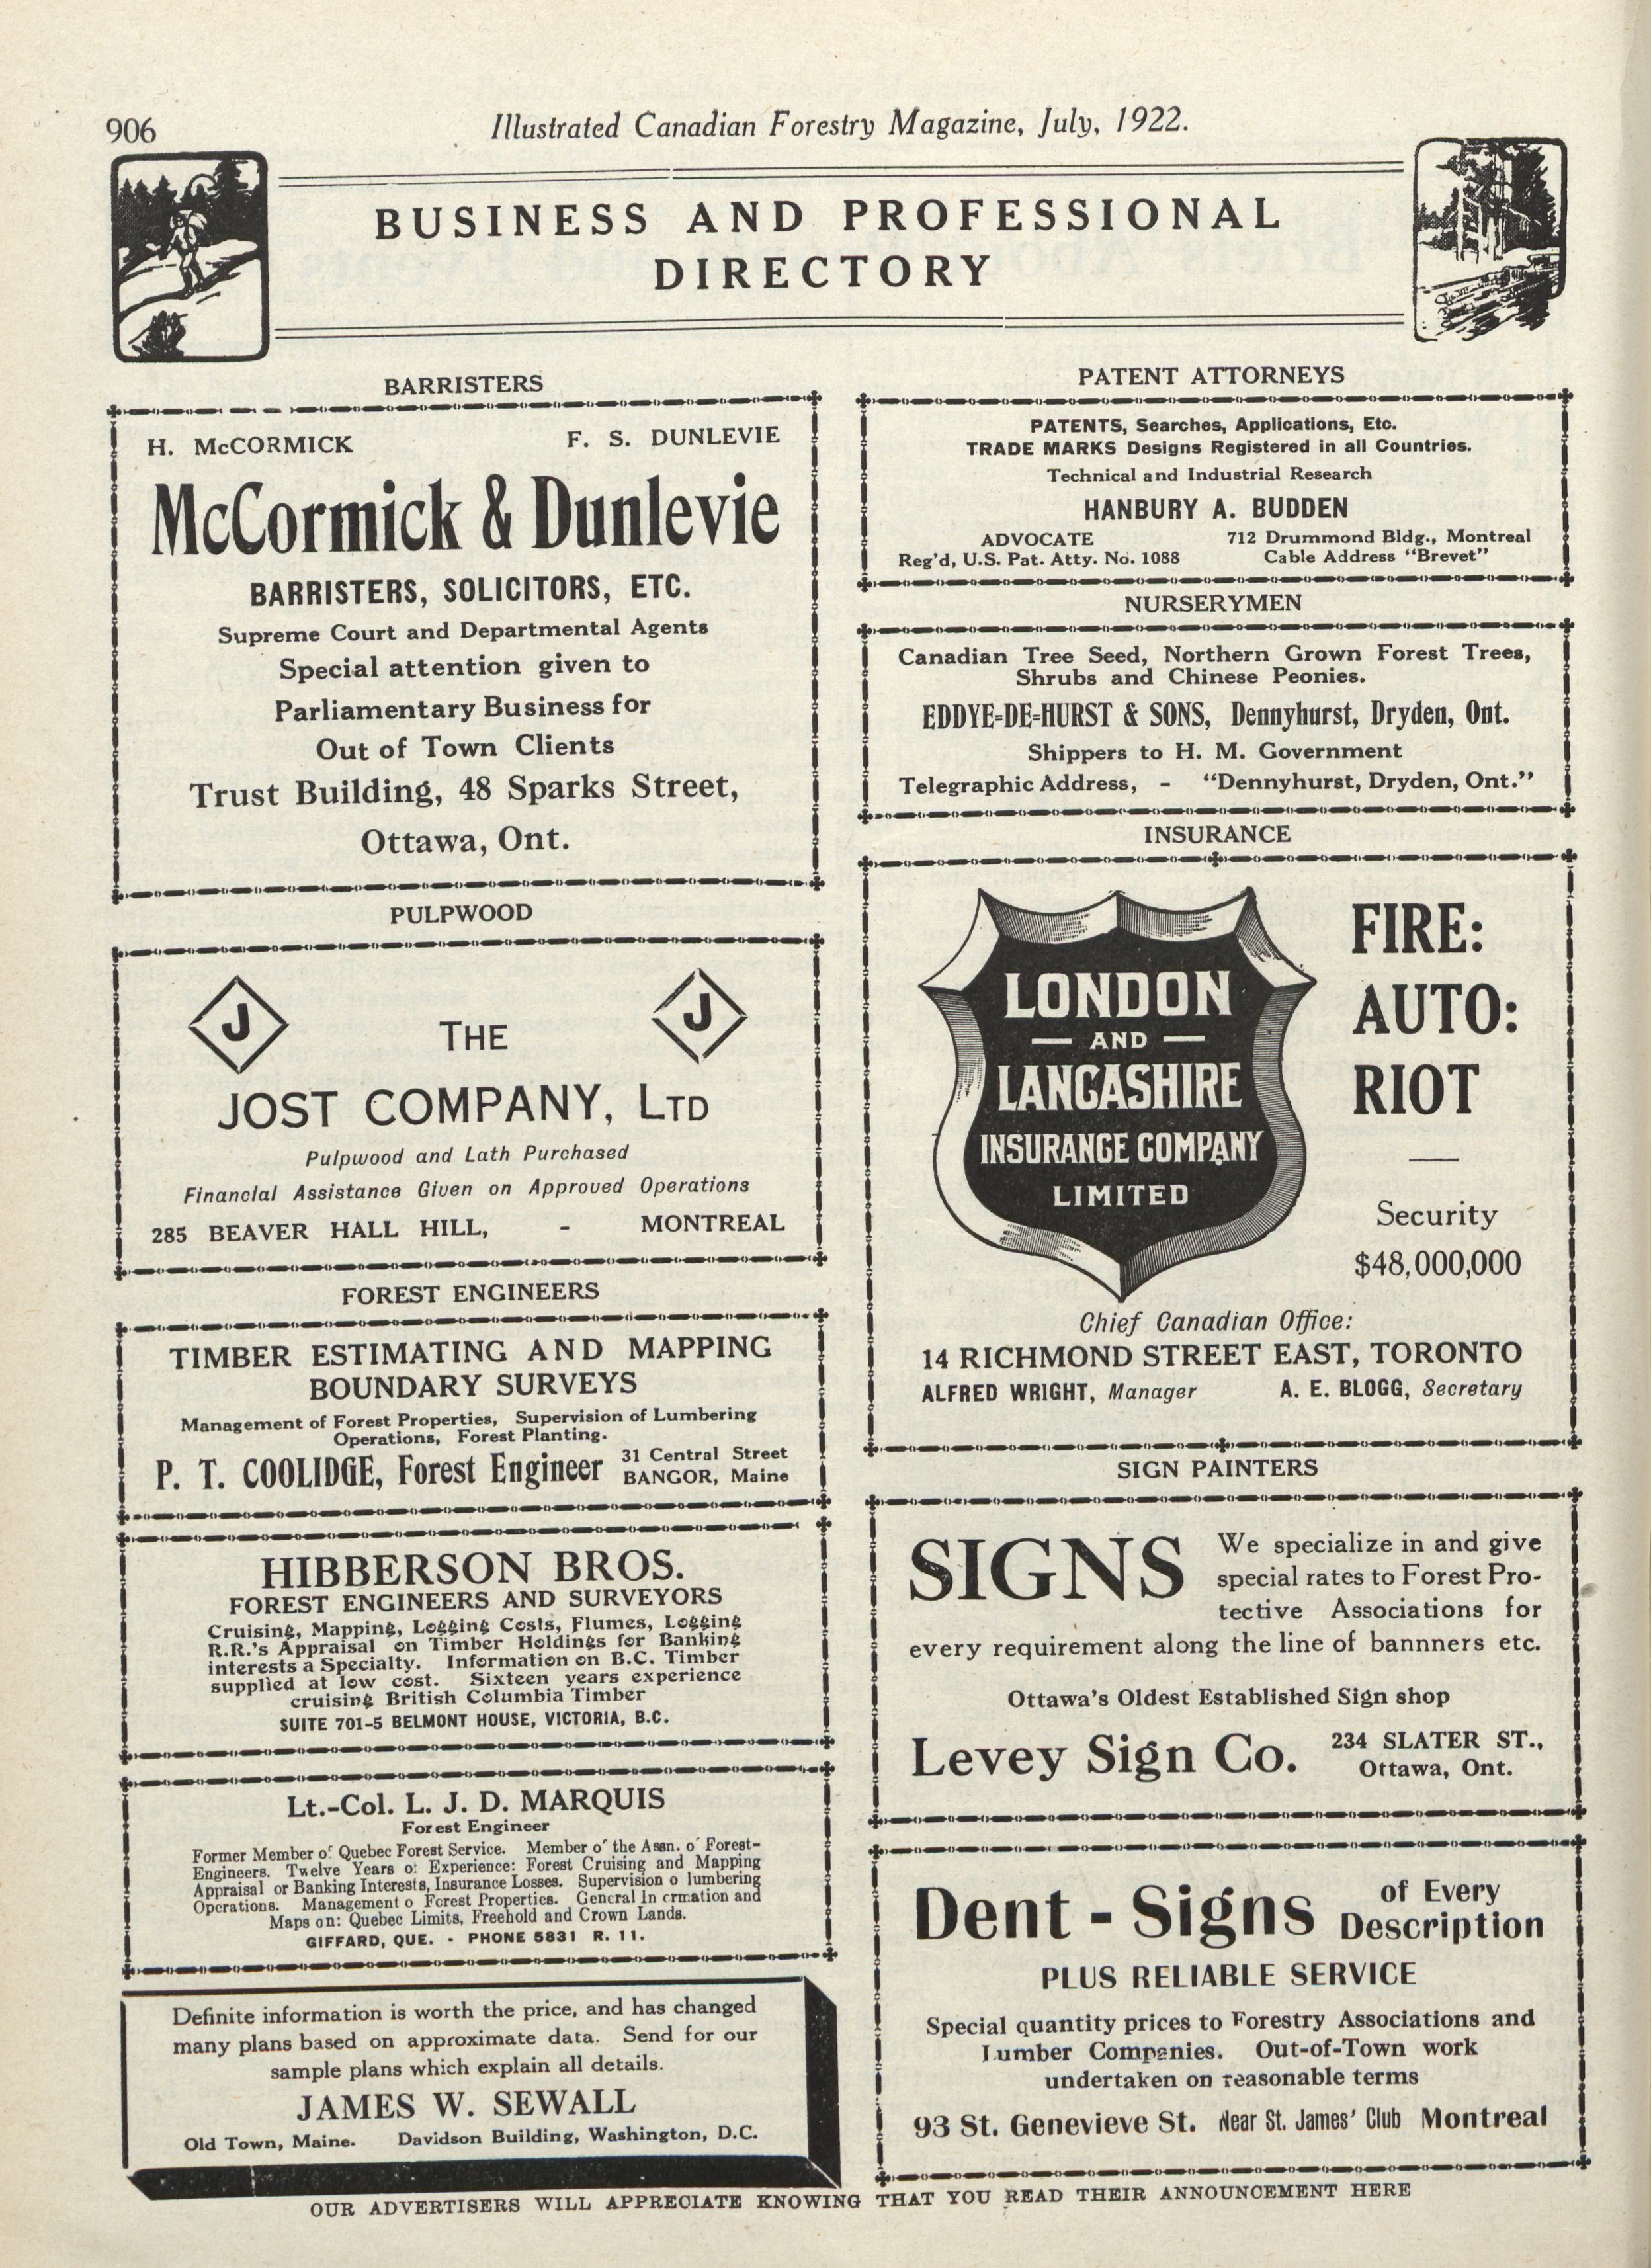 906
Illustrated Canadian Forestry Magazine, July, 1922.
BUSINESS AND PROFESSIONAL
DIRECTORY
BARRISTERS
H. McCORMICK F. S. DUNLEVIE
McCormick & Dunlevie
BARRISTERS, SOLICITORS, ETC.
Supreme Court and Departmental Agents
Special attention given to
Parliamentary Business for
Out of Town Clients
Trust Building, 48 Sparks Street,
Ottawa, Ont.
PULPWOOD
J J
THE
JOST COMPANY, LTD
Pulpwood and Lath Purchased
Financial Assistance Given on Approved Operations
285 BEAVER HALL HILL, - MONTREAL
FOREST ENGINEERS
TIMBER ESTIMATING AND MAPPING
BOUNDARY SURVEYS
Management of Forest Properties, Supervision of Lumbering
Operations, Forest Planting.
P. T. COOLIDGE, Forest Engineer 31 Central Street
BANGOR, Maine
HIBBERSON BROS.
FOREST ENGINEERS AND SURVEYORS
Cruising, Mapping, Logging Costs, Flumes, Logging
R.R.'s Appraisal on Timber Holdings for Banking
interests a Specialty. Information on B.C. Timber
supplied at low cost. Sixteen years experience
cruising British Columbia Timber
SUITE 701-5 BELMONT HOUSE, VICTORIA, B.C.
Lt.-Col. L. J. D. MARQUIS
Forest Engineer
Former Member of Quebec Forest Service. Member o' the Assn. o' Forest-
Engineers. Twelve Years of Experience: Forest Cruising and Mapping
Appraisal or Banking Interests, Insurance Losses. Supervision o lumbering
Operations. Management o Forest Properties. General In ormation and
Maps on: Quebec Limits, Freehold and Crown Lands.
GIFFARD, QUE. - PHONE 5831 R. 11.
Definite information is worth the price, and has changed
many plans based on approximate data. Send for our
sample plans which explain all details.
JAMES W. SEWALL
Old Town, Maine. Davidson Building, Washington, D.C.
PATENT ATTORNEYS
PATENTS, Searches, Applications, Etc.
TRADE MARKS Designs Registered in all Countries.
Technical and Industrial Research
HANBURY A. BUDDEN
ADVOCATE 712 Drummond Bldg., Montreal
Reg'd, U.S. Pat. Atty. No. 1088 Cable Address "Brevet"
NURSERYMEN
Canadian Tree Seed, Northern Grown Forest Trees,
Shrubs and Chinese Peonies.
EDDYE=DE=HURST & SONS, Dennyhurst, Dryden, Ont.
Shippers to H. M. Government
Telegraphic Address, - "Dennyhurst, Dryden, Ont."
INSURANCE
LONDON
AND
LANCASHIRE
INSURANCE COMPANY
LIMITED
FIRE:
AUTO:
RIOT
Security
$48,000,000
Chief Canadian Office:
14 RICHMOND STREET EAST, TORONTO
ALFRED WRIGHT, Manager A. E. BLOGG, Secretary
SIGN PAINTERS
SIGNS We specialize in and give
special rates to Forest Pro-
tective Associations for
every requirement along the line of bannners etc.
Ottawa's Oldest Established Sign shop
Levey Sign Co. 234 SLATER ST.,
Ottawa, Ont.
Dent - Signs of Every
Description
PLUS RELIABLE SERVICE
Special quantity prices to Forestry Associations and
Lumber Companies. Out-of-Town work
undertaken on reasonable terms
93 St. Genevieve St. Near St. James' Club Montreal
OUR ADVERTISERS WILL APPRECIATE KNOWING THAT YOU READ THEIR ANNOUNCEMENT HERE